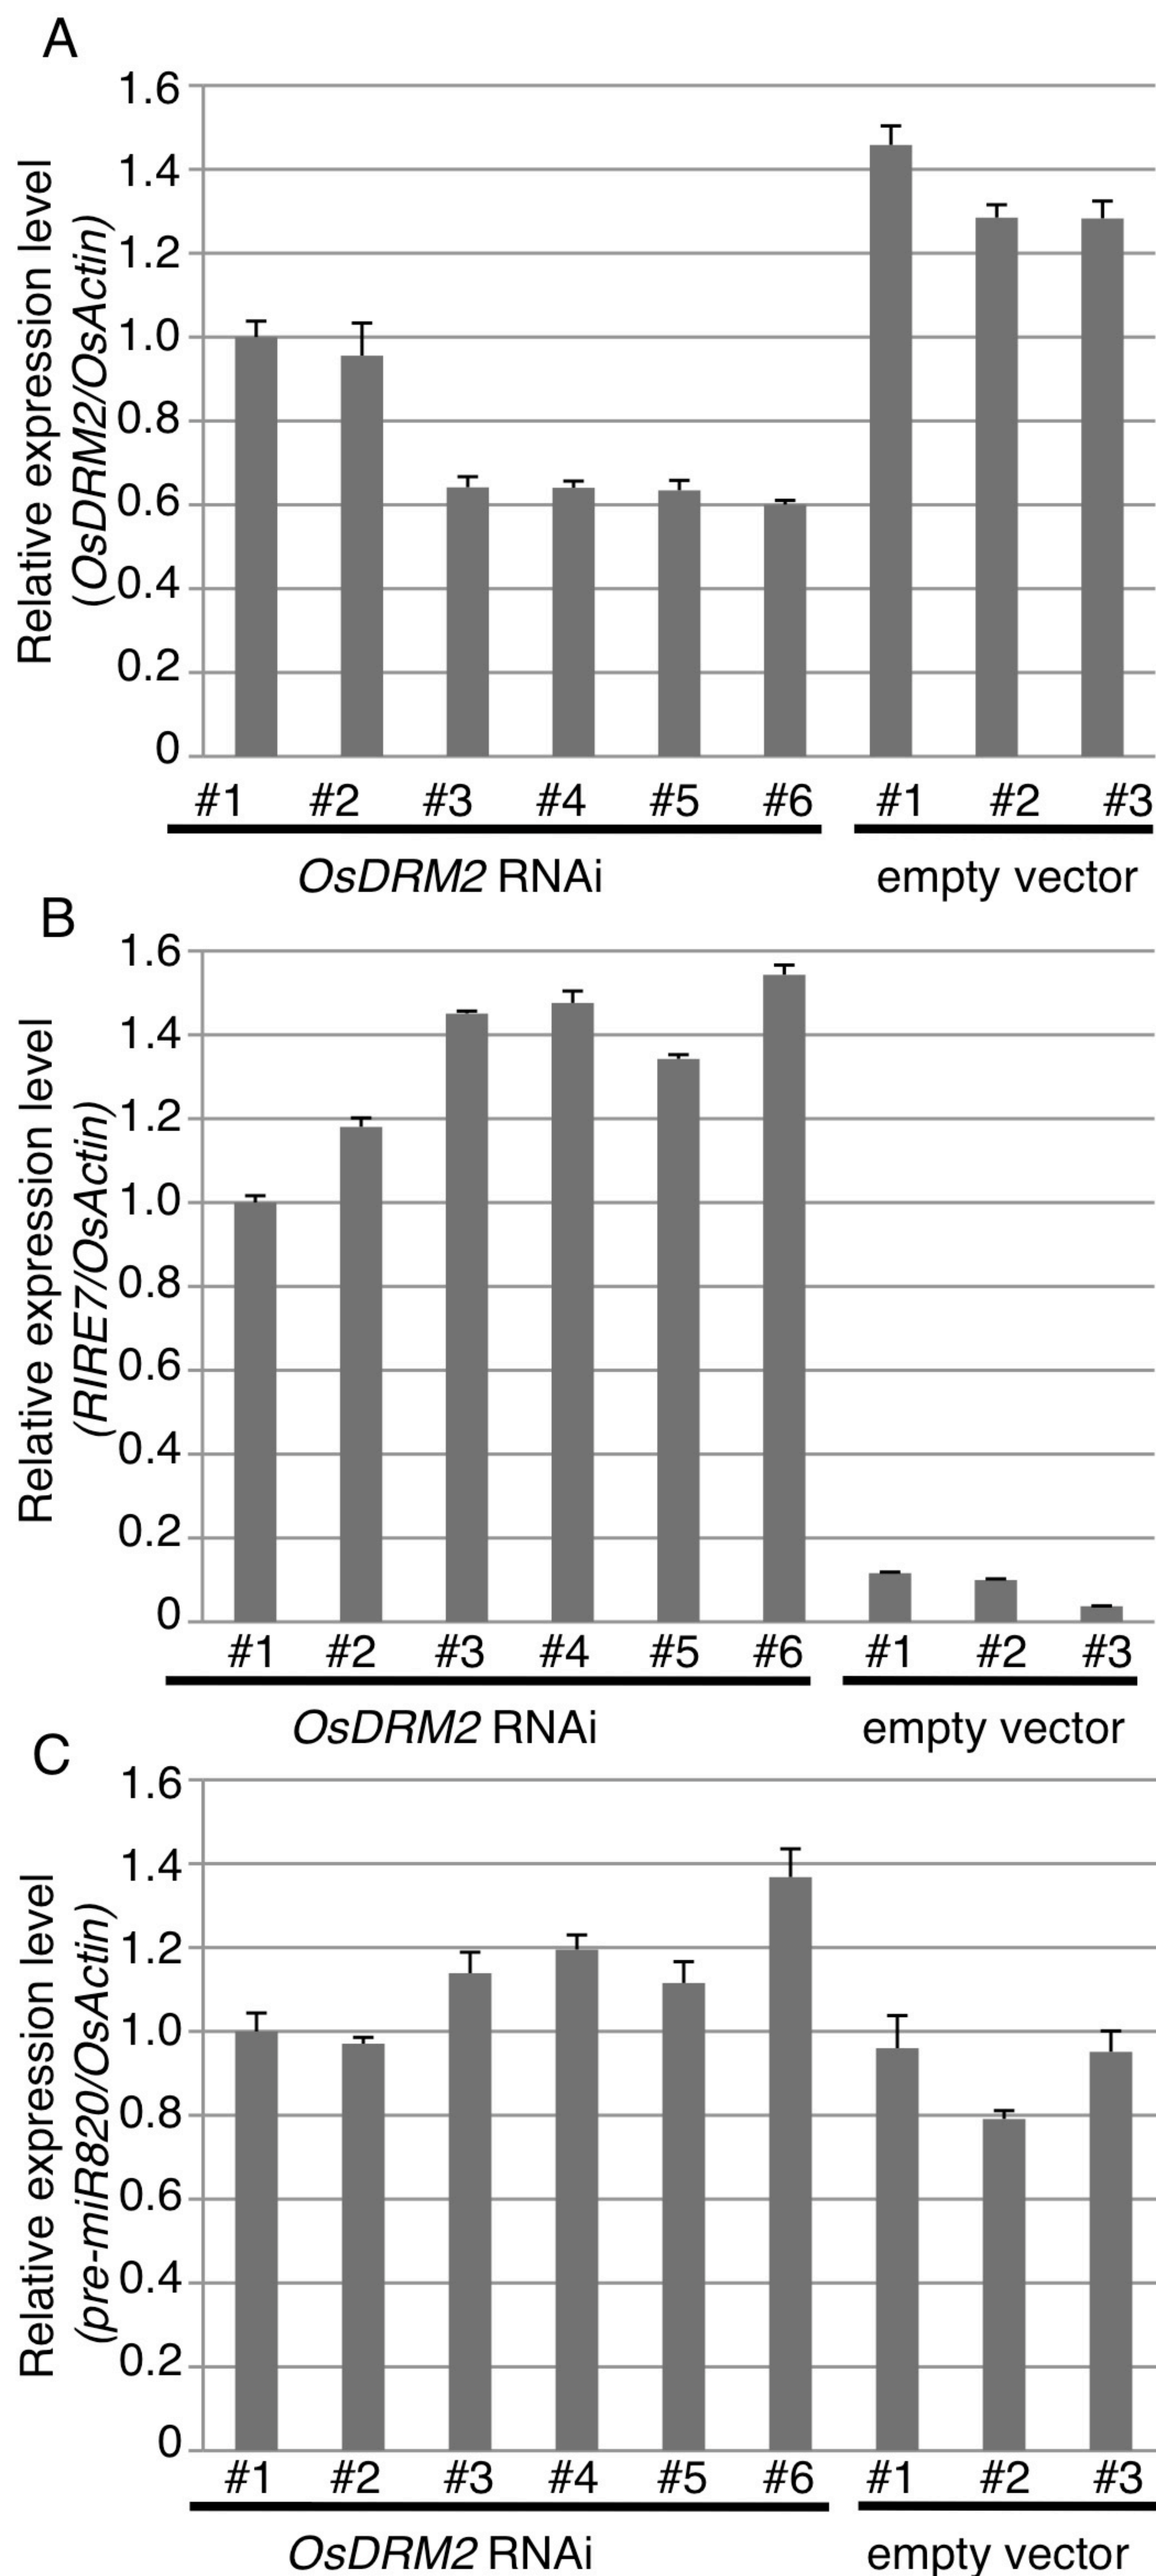 A
Relative expression level
(OsDRM2/OsActin)
1.6
1.4
1.2
1.0
0.8
0.6
0.4
0.2
0
#1 #2 #3 #4 #5 #6 #1 #2 #3
OsDRM2 RNAi empty vector
B
Relative expression level
(RIRE7/OsActin)
1.6
1.4
1.2
1.0
0.8
0.6
0.4
0.2
0
#1 #2 #3 #4 #5 #6 #1 #2 #3
OsDRM2 RNAi empty vector
C
Relative expression level
(pre-miR820/OsActin)
1.6
1.4
1.2
1.0
0.8
0.6
0.4
0.2
0
#1 #2 #3 #4 #5 #6 #1 #2 #3
OsDRM2 RNAi empty vector